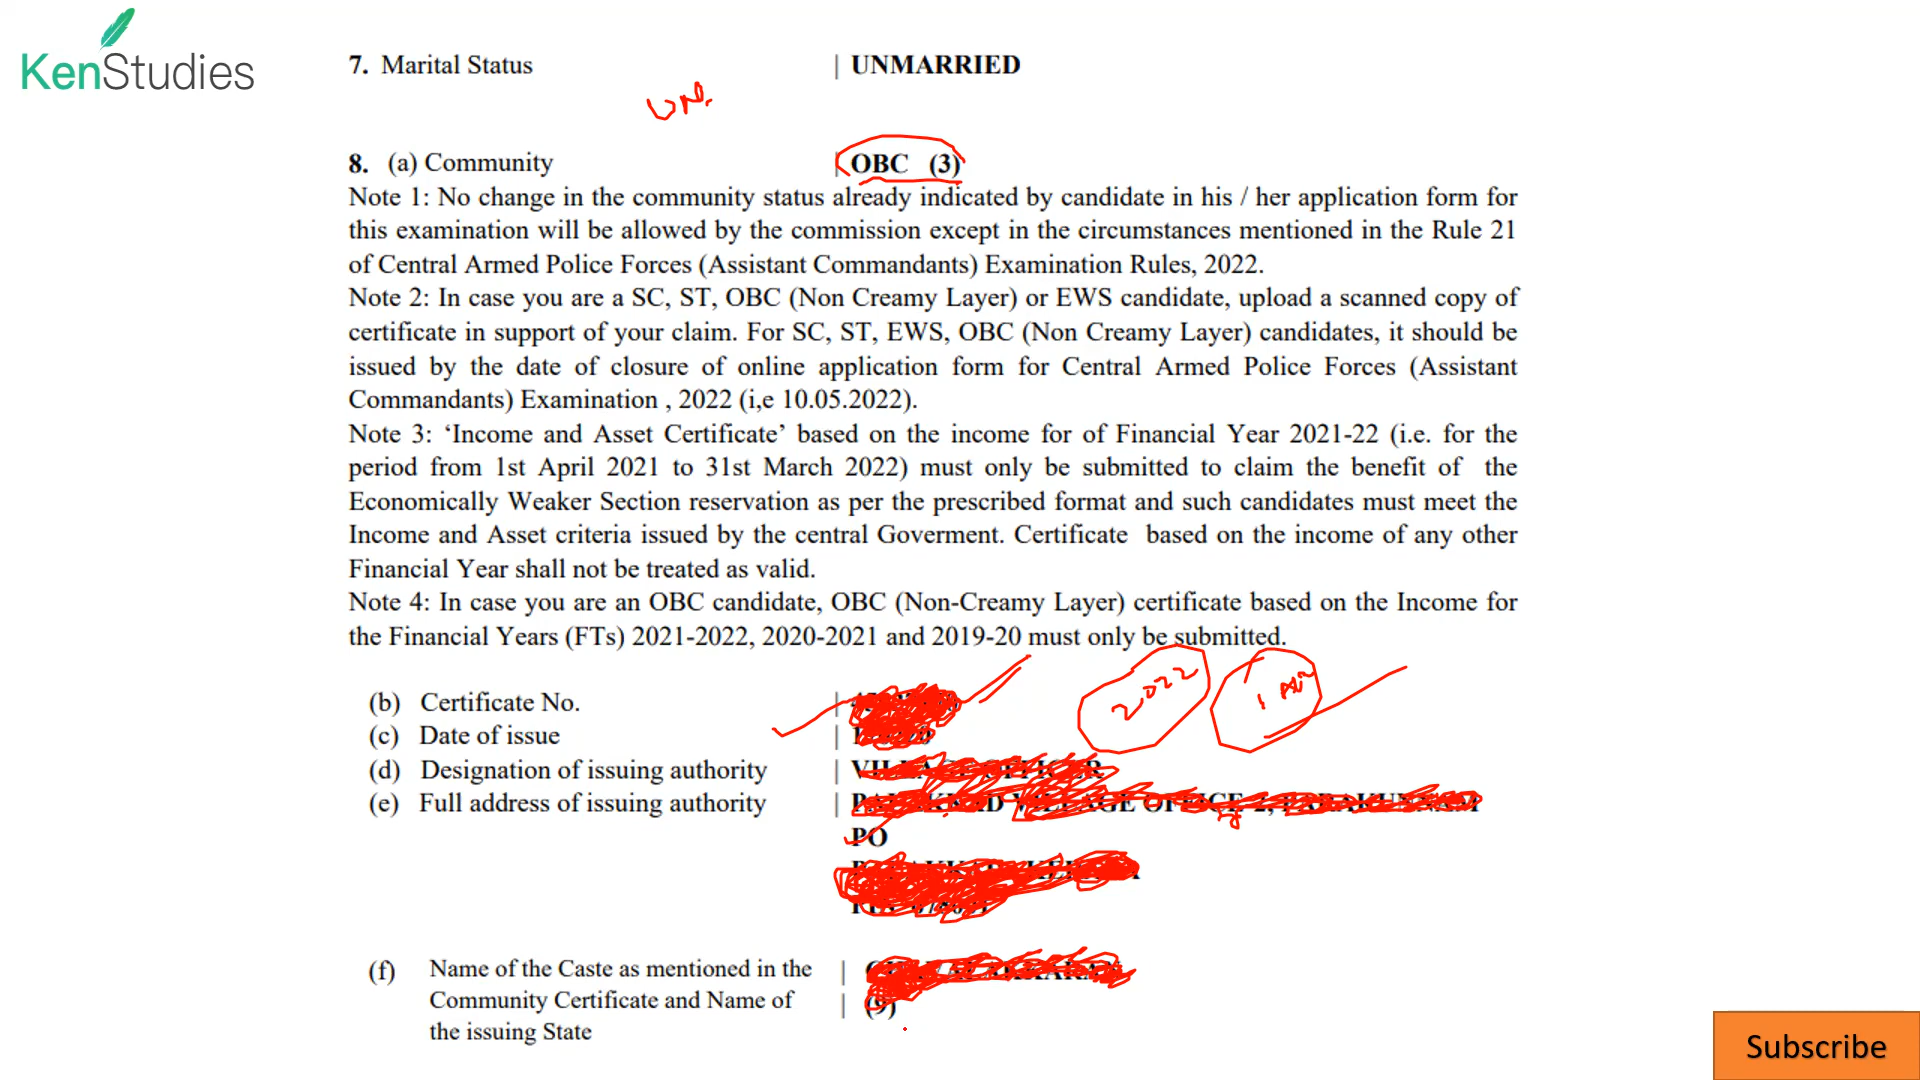 KenStudies
7. Marital Status | UNMARRIED
UN.
8. (a) Community | OBC (3)
Note 1: No change in the community status already indicated by candidate in his / her application form for
this examination will be allowed by the commission except in the circumstances mentioned in the Rule 21
of Central Armed Police Forces (Assistant Commandants) Examination Rules, 2022.
Note 2: In case you are a SC, ST, OBC (Non Creamy Layer) or EWS candidate, upload a scanned copy of
certificate in support of your claim. For SC, ST, EWS, OBC (Non Creamy Layer) candidates, it should be
issued by the date of closure of online application form for Central Armed Police Forces (Assistant
Commandants) Examination , 2022 (i,e 10.05.2022).
Note 3: ‘Income and Asset Certificate’ based on the income for of Financial Year 2021-22 (i.e. for the
period from 1st April 2021 to 31st March 2022) must only be submitted to claim the benefit of the
Economically Weaker Section reservation as per the prescribed format and such candidates must meet the
Income and Asset criteria issued by the central Goverment. Certificate based on the income of any other
Financial Year shall not be treated as valid.
Note 4: In case you are an OBC candidate, OBC (Non-Creamy Layer) certificate based on the Income for
the Financial Years (FTs) 2021-2022, 2020-2021 and 2019-20 must only be submitted.
2022
(b) Certificate No. |
(c) Date of issue |
(d) Designation of issuing authority |
(e) Full address of issuing authority |
PO
(f) Name of the Caste as mentioned in the |
Community Certificate and Name of | (9)
the issuing State
Subscribe